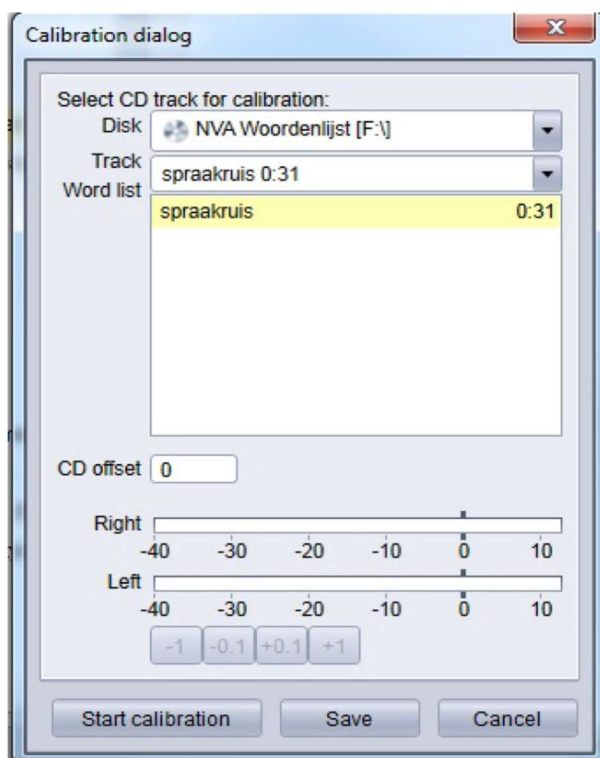 Calibration dialog
Select CD track for calibration:
Disk NVA Woordenlijst [F:\]
Track spraakruis 0:31
Word list
spraakruis 0:31
CD offset 0
Right
-40 -30 -20 -10 0 10
Left
-40 -30 -20 -10 0 10
-1 -0.1 +0.1 +1
Start calibration Save Cancel